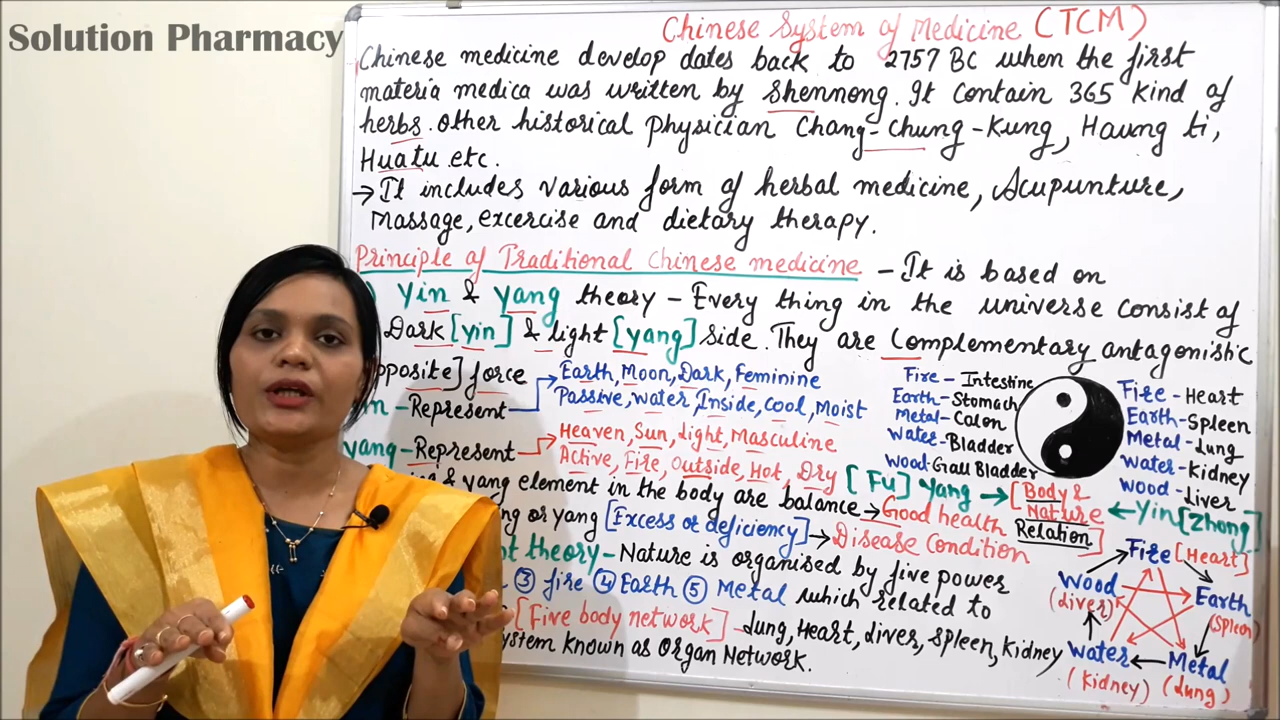 Solution Pharmacy
Chinese System of Medicine (TCM)
Chinese medicine develop dates back to 2757 BC when the first
materia medica was written by Shennong. It contain 365 kind of
herbs. Other historical physician Chang-Chung-Kung, Haung ti,
Huatu etc.
→ It includes various form of herbal medicine, Acupunture,
Massage, excercise and dietary therapy.
Principle of Traditional Chinese medicine – It is based on
Yin & yang theory – Every thing in the universe consist of
Dark [yin] & light [yang] side. They are Complementary antagonistic
opposite] force
Represent → Earth, Moon, Dark, Feminine
Passive, water, Inside, Cool, Moist
yang – Represent → Heaven, Sun, light, Masculine
Active, Fire, Outside, Hot, Dry
Fire – Intestine
Earth – Stomach
Metal – Colon
Water – Bladder
Wood – Gall Bladder
Fire – Heart
Earth – Spleen
Metal – Lung
Water – Kidney
Wood – Liver
[Fu] Yang → [Body & Nature Relation] ← Yin [Zhang]
& yang element in the body are balance → Good health
or yang [Excess or deficiency] → Disease Condition
theory – Nature is organised by five power
③ fire ④ Earth ⑤ Metal which related to
[Five body network] – Lung, Heart, Liver, Spleen, Kidney
System known as Organ Network.
Fire [Heart]
Wood (Liver)
Earth (Spleen)
Water (Kidney)
Metal (Lung)